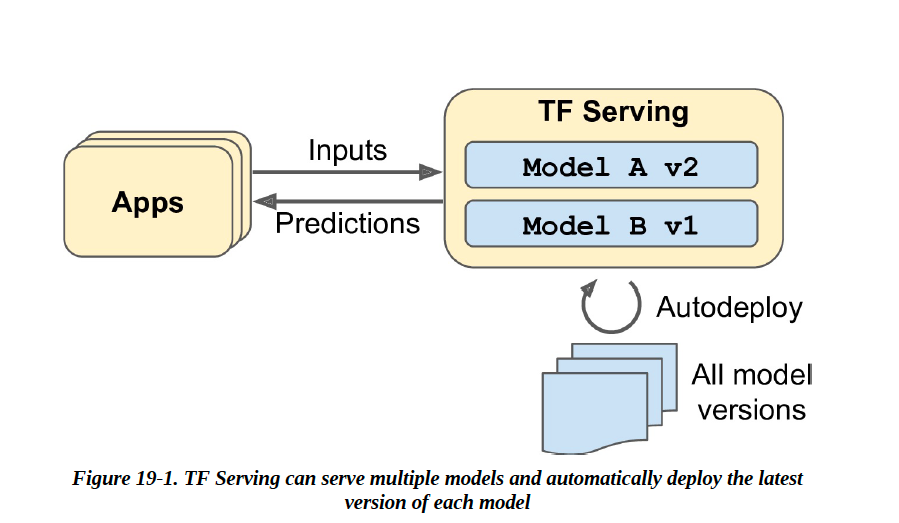 TF Serving
Inputs
Model A v2
Apps
Predictions
Model B v1
Autodeploy
All model
versions
Figure 19-1. TF Serving can serve multiple models and automatically deploy the latest
version of each model